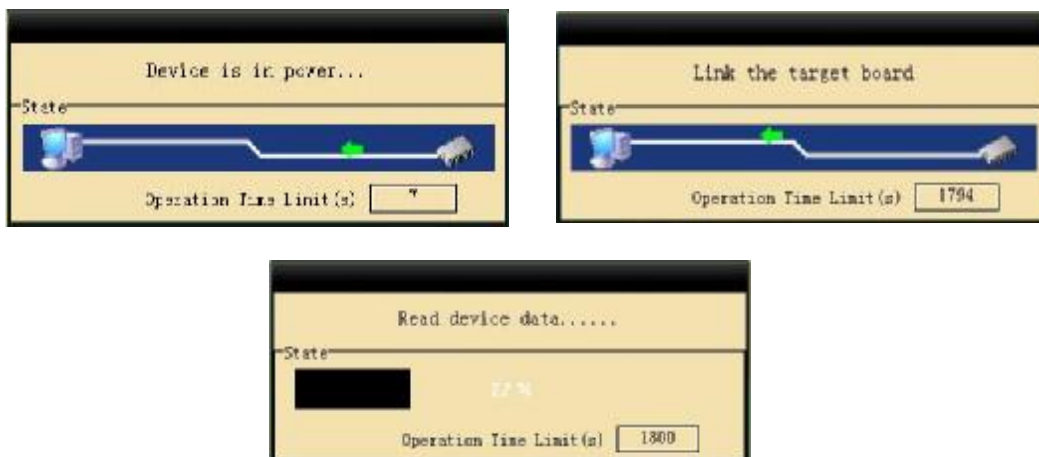 Device is in power...
State
Operation Time Limit(s)
Link the target board
State
Operation Time Limit(s) 1794
Read device data......
State
Operation Time Limit(s) 1800